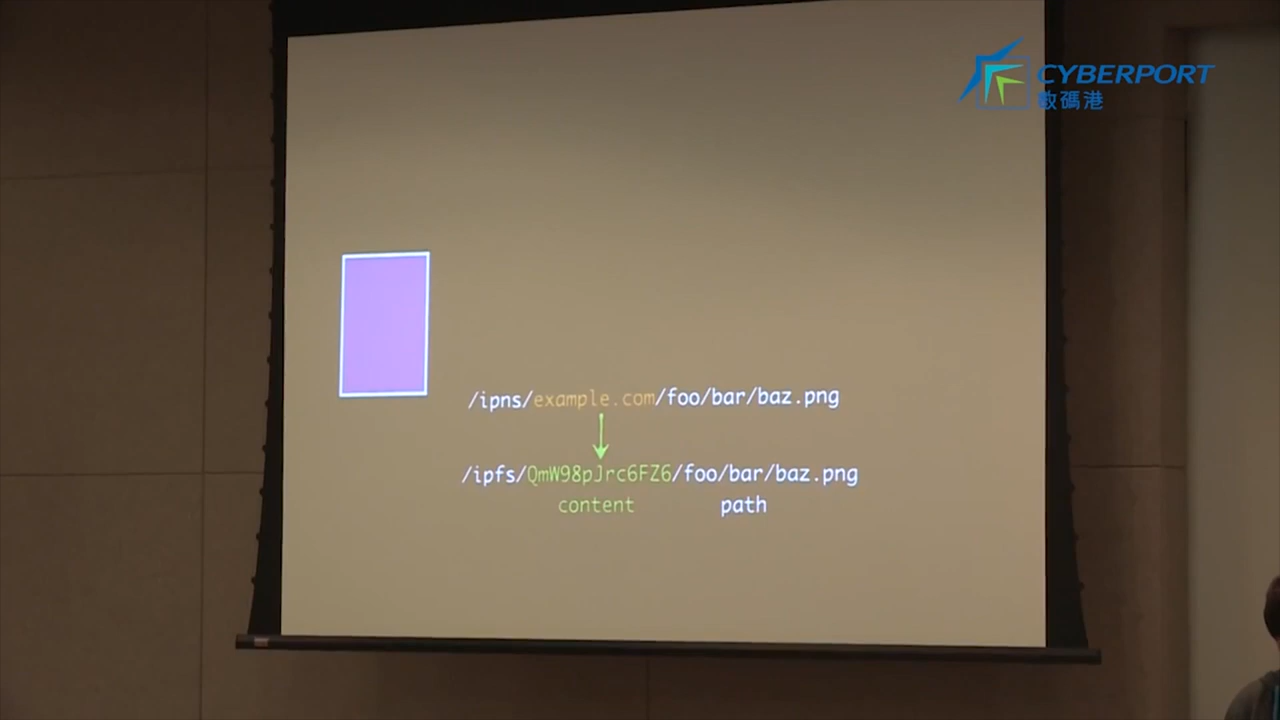 CYBERPORT
數碼港
/ipns/example.com/foo/bar/baz.png
/ipfs/QmW98pJrc6FZ6/foo/bar/baz.png
content path